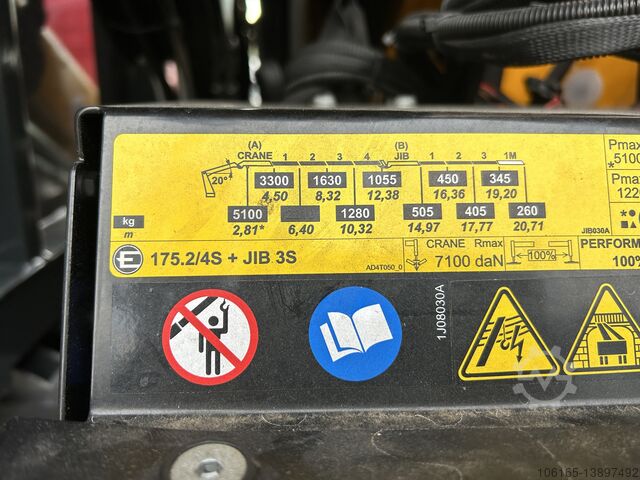 (A) (B)
CRANE 1 2 3 4 JIB 1 2 3 1M
20°
3300 1630 1055 450 345
4,50 8,32 12,38 16,36 19,20
5100 1280 505 405 260
2,81* 6,40 10,32 14,97 17,77 20,71
kg
m
Pmax
*5100
Pmax
122
JIB030A
E 175.2/4S + JIB 3S
AD4T050_0
CRANE Rmax
7100 daN
100%
PERFORM
100%
1J08030A
106155-13897492